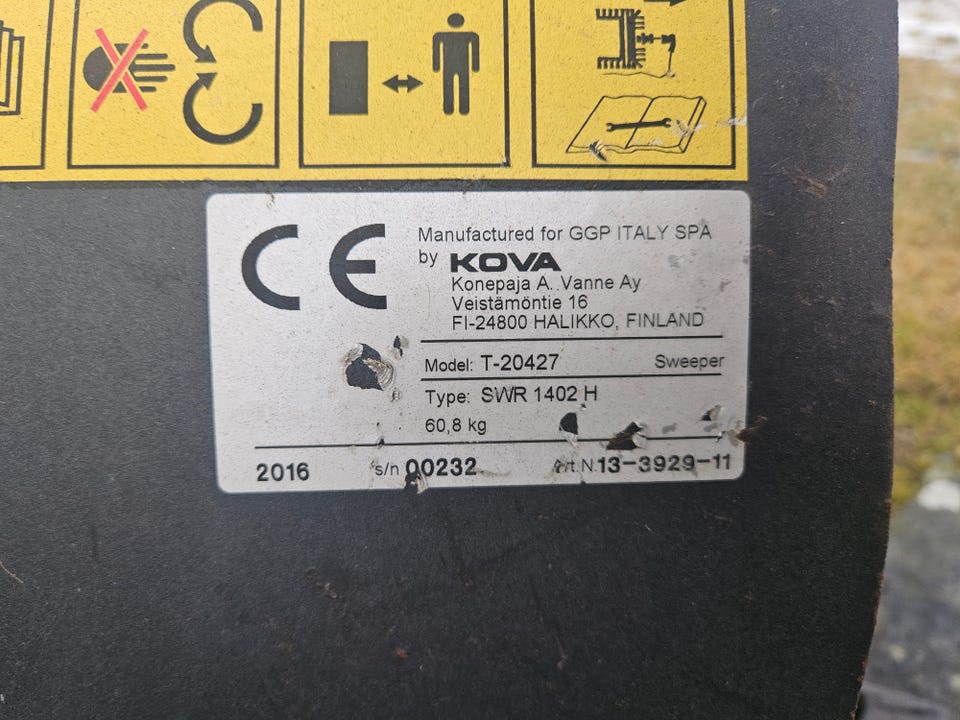 CE
Manufactured for GGP ITALY SPA
by KOVA
Konepaja A. Vanne Ay
Veistämöntie 16
FI-24800 HALIKKO, FINLAND
Model: T-20427 Sweeper
Type: SWR 1402 H
60,8 kg
2016 s/n 00232 Art.N.13-3929-11